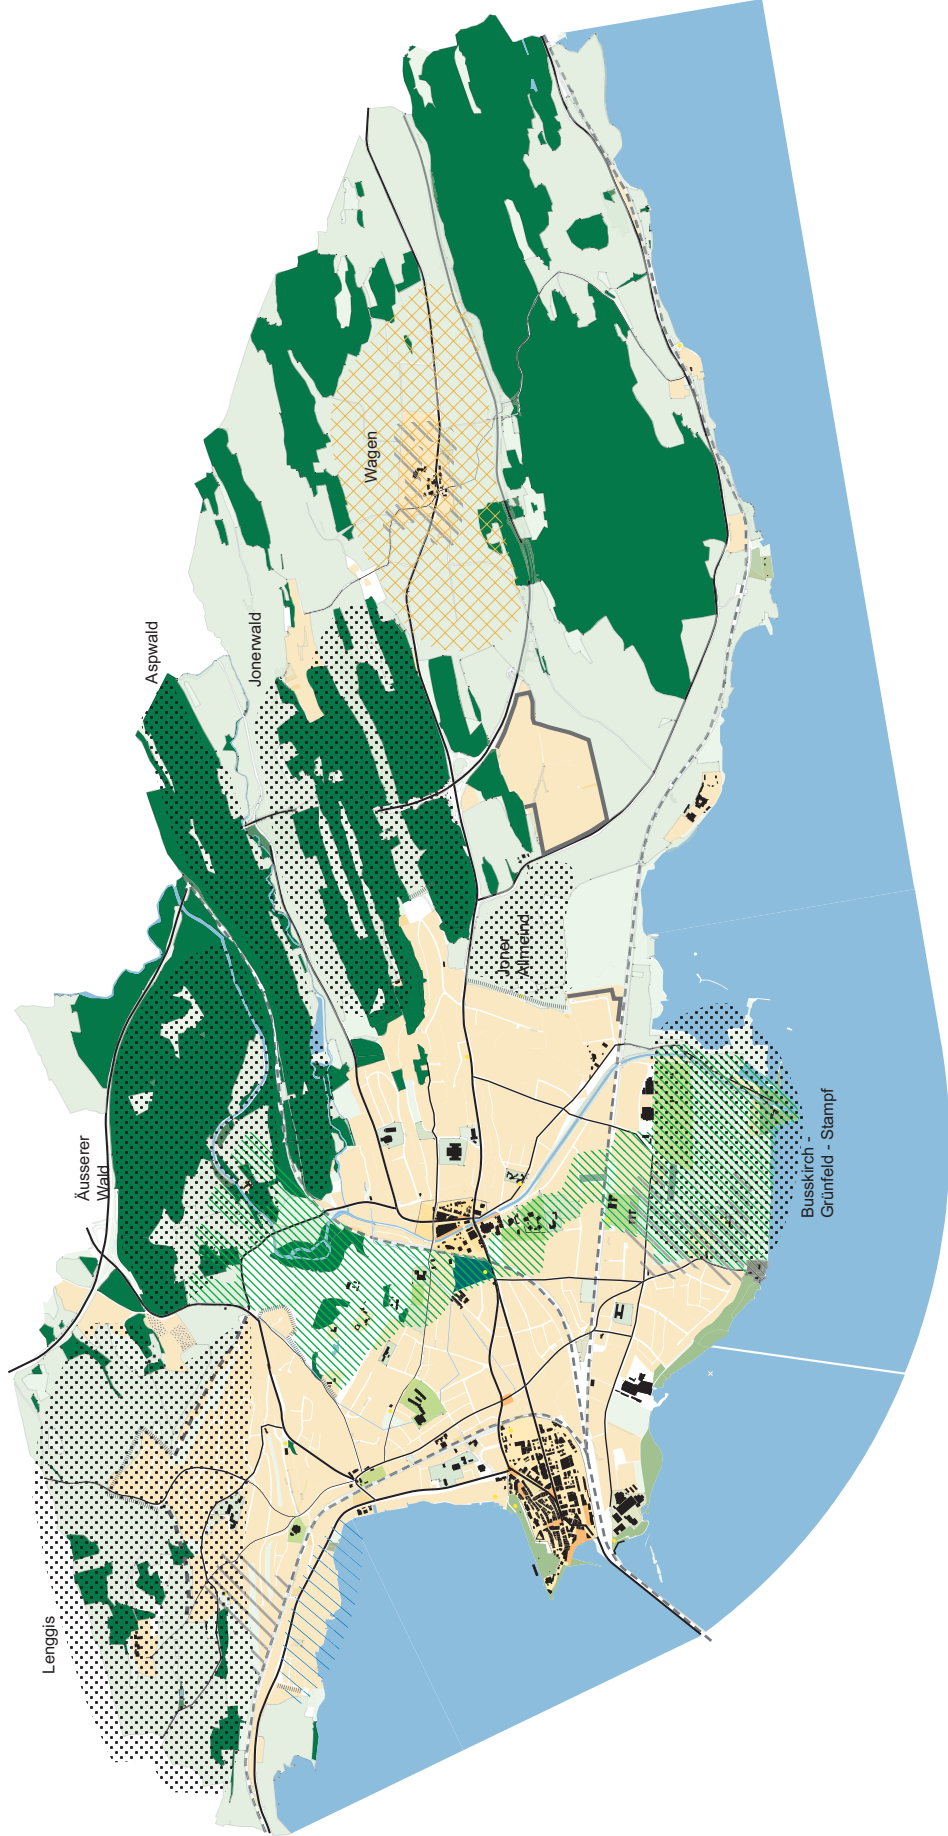 Lenggis
Äusserer
Wald
Aspwald
Jonerwald
Wagen
Joner
Allmeind
Busskirch -
Grünfeld - Stampf